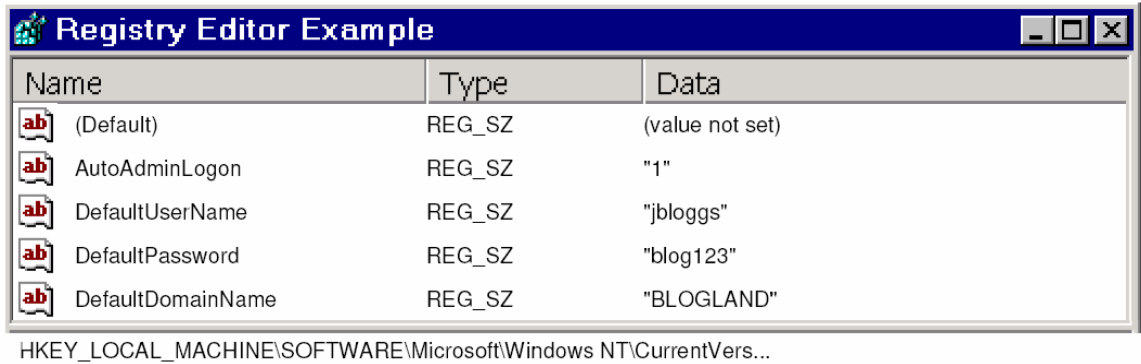 Registry Editor Example
Name Type Data
(Default) REG_SZ (value not set)
AutoAdminLogon REG_SZ "1"
DefaultUserName REG_SZ "jbloggs"
DefaultPassword REG_SZ "blog123"
DefaultDomainName REG_SZ "BLOGLAND"
HKEY_LOCAL_MACHINE\SOFTWARE\Microsoft\Windows NT\CurrentVers...